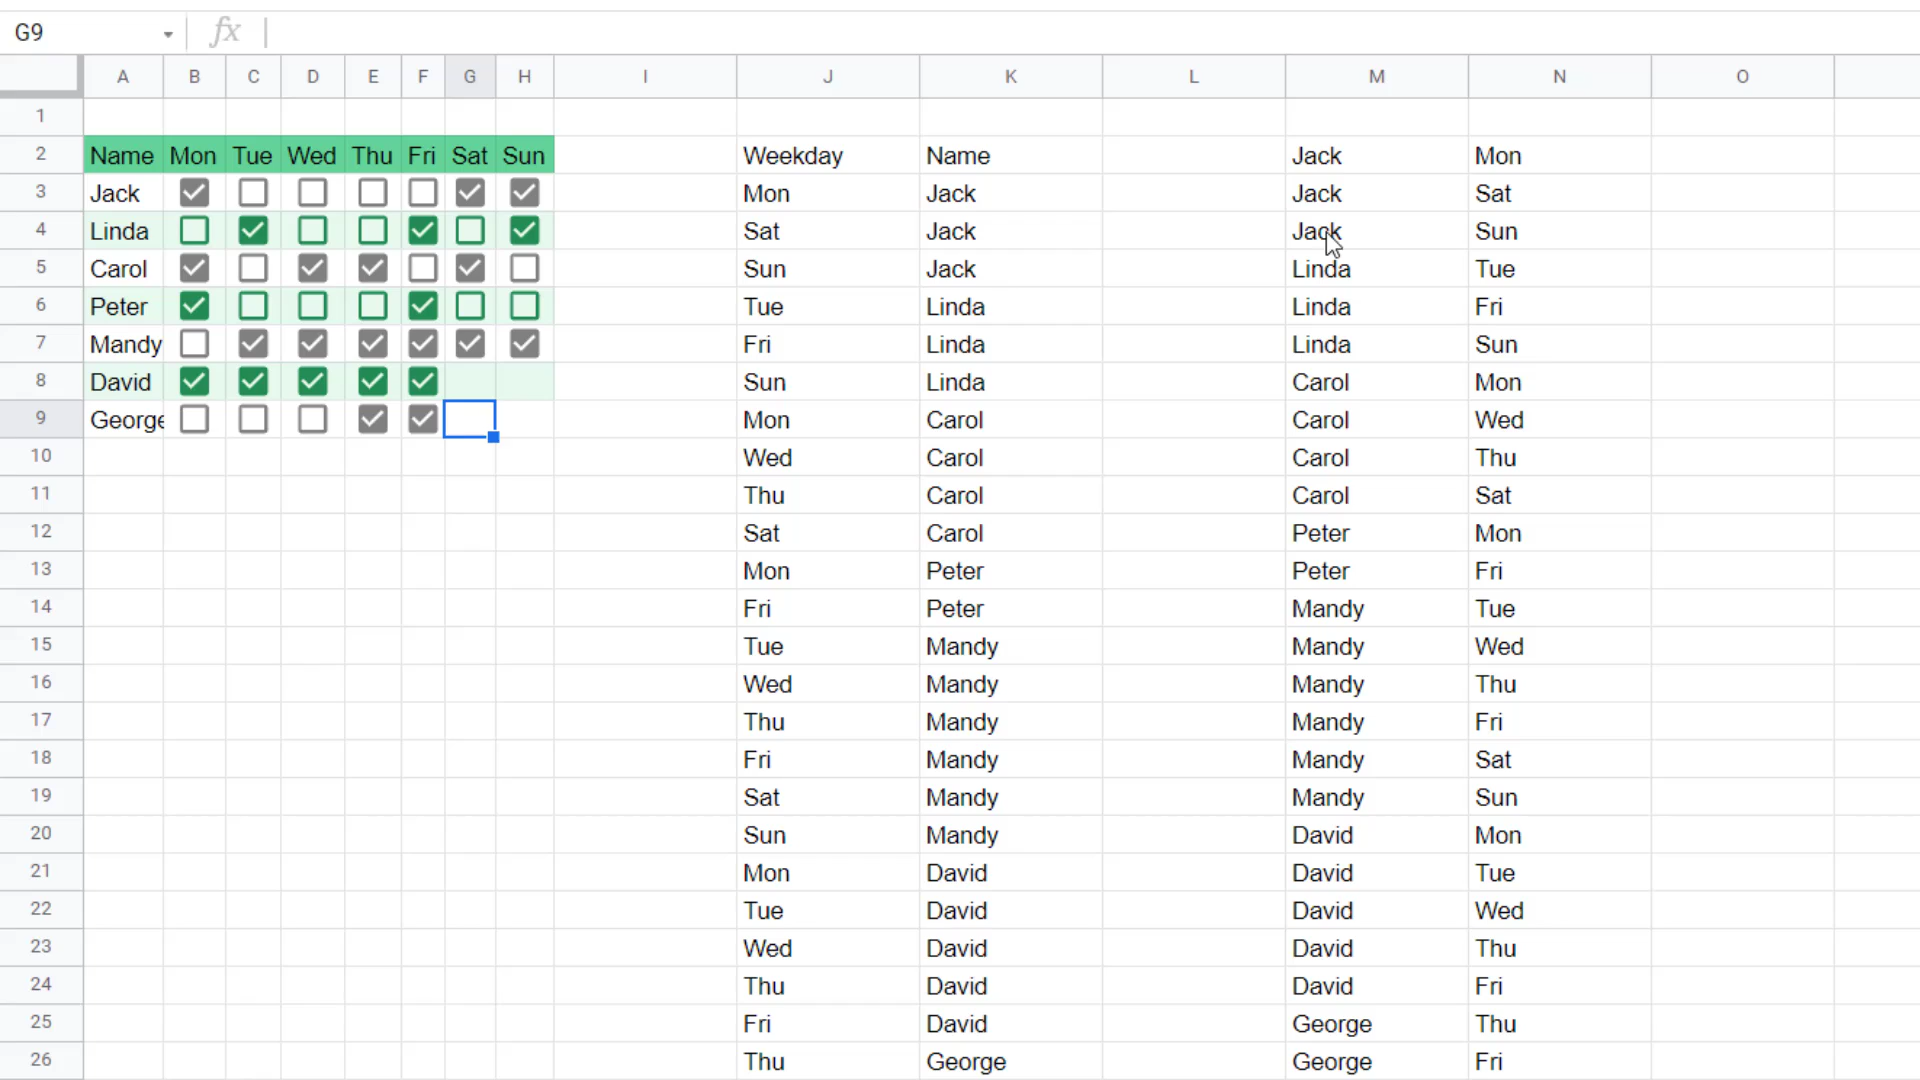 G9 fx
A B C D E F G H I J K L M N O
1
2 Name Mon Tue Wed Thu Fri Sat Sun Weekday Name Jack Mon
3 Jack Mon Jack Jack Sat
4 Linda Sat Jack Jack Sun
5 Carol Sun Jack Linda Tue
6 Peter Tue Linda Linda Fri
7 Mandy Fri Linda Linda Sun
8 David Sun Linda Carol Mon
9 George Mon Carol Carol Wed
10 Wed Carol Carol Thu
11 Thu Carol Carol Sat
12 Sat Carol Peter Mon
13 Mon Peter Peter Fri
14 Fri Peter Mandy Tue
15 Tue Mandy Mandy Wed
16 Wed Mandy Mandy Thu
17 Thu Mandy Mandy Fri
18 Fri Mandy Mandy Sat
19 Sat Mandy Mandy Sun
20 Sun Mandy David Mon
21 Mon David David Tue
22 Tue David David Wed
23 Wed David David Thu
24 Thu David David Fri
25 Fri David George Thu
26 Thu George George Fri